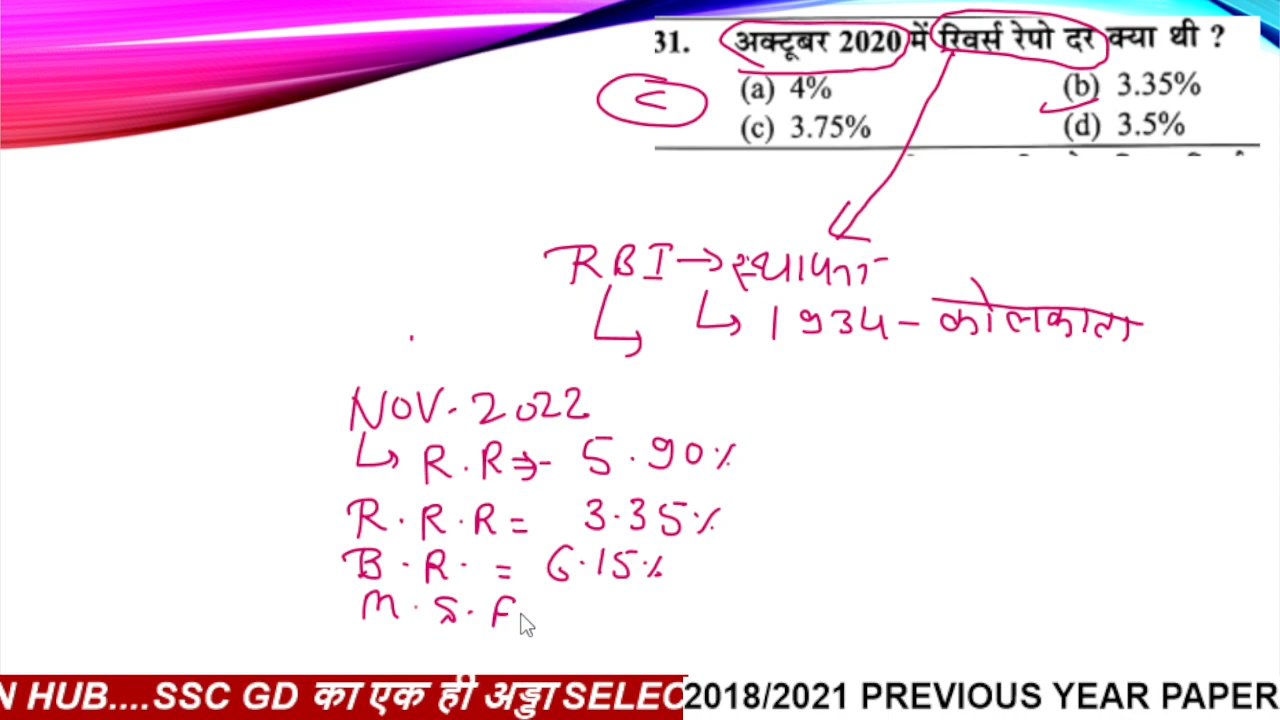 31. अक्टूबर 2020 में रिवर्स रेपो दर क्या थी ?
(a) 4% (b) 3.35%
(c) 3.75% (d) 3.5%
C
RBI → स्थापना
↳ 1934 - कोलकाता
NOV. 2022
↳ R.R ⇒ 5.90%
R.R.R = 3.35%
B.R. = 6.15%
M.S.F
N HUB....SSC GD का एक ही अड्डा SELEC 2018/2021 PREVIOUS YEAR PAPER